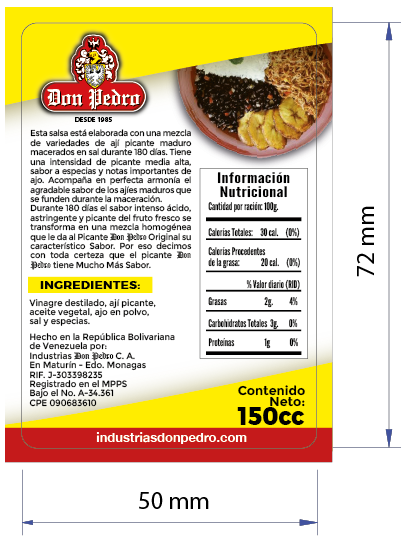 Don Pedro
DESDE 1985
Esta salsa está elaborada con una mezcla
de variedades de ají picante maduro
macerados en sal durante 180 días. Tiene
una intensidad de picante media alta,
sabor a especias y notas importantes de
ajo. Acompaña en perfecta armonía el
agradable sabor de los ajíes maduros que
se funden durante la maceración.
Durante 180 días el sabor intenso ácido,
astringente y picante del fruto fresco se
transforma en una mezcla homogénea
que le da al Picante Don Pedro Original su
característico Sabor. Por eso decimos
con toda certeza que el picante Don
Pedro tiene Mucho Más Sabor.
INGREDIENTES:
Vinagre destilado, ají picante,
aceite vegetal, ajo en polvo,
sal y especias.
Hecho en la República Bolivariana
de Venezuela por:
Industrias Don Pedro C. A.
En Maturín - Edo. Monagas
RIF. J-303398235
Registrado en el MPPS
Bajo el No. A-34.361
CPE 090683610
Información
Nutricional
Cantidad por ración: 100g.
Calorías Totales: 30 cal. (0%)
Calorías Procedentes
de la grasa: 20 cal. (0%)
% Valor diario (RID)
Grasas 2g. 4%
Carbohidratos Totales 3g. 0%
Proteínas 1g 0%
Contenido
Neto:
150cc
industriasdonpedro.com
72 mm
50 mm